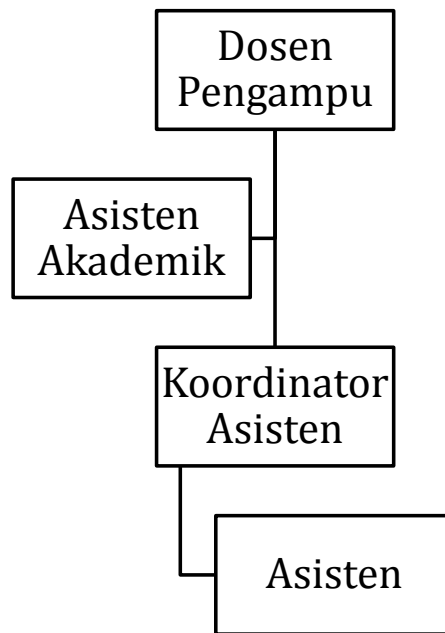 Dosen
Pengampu
Asisten
Akademik
Koordinator
Asisten
Asisten